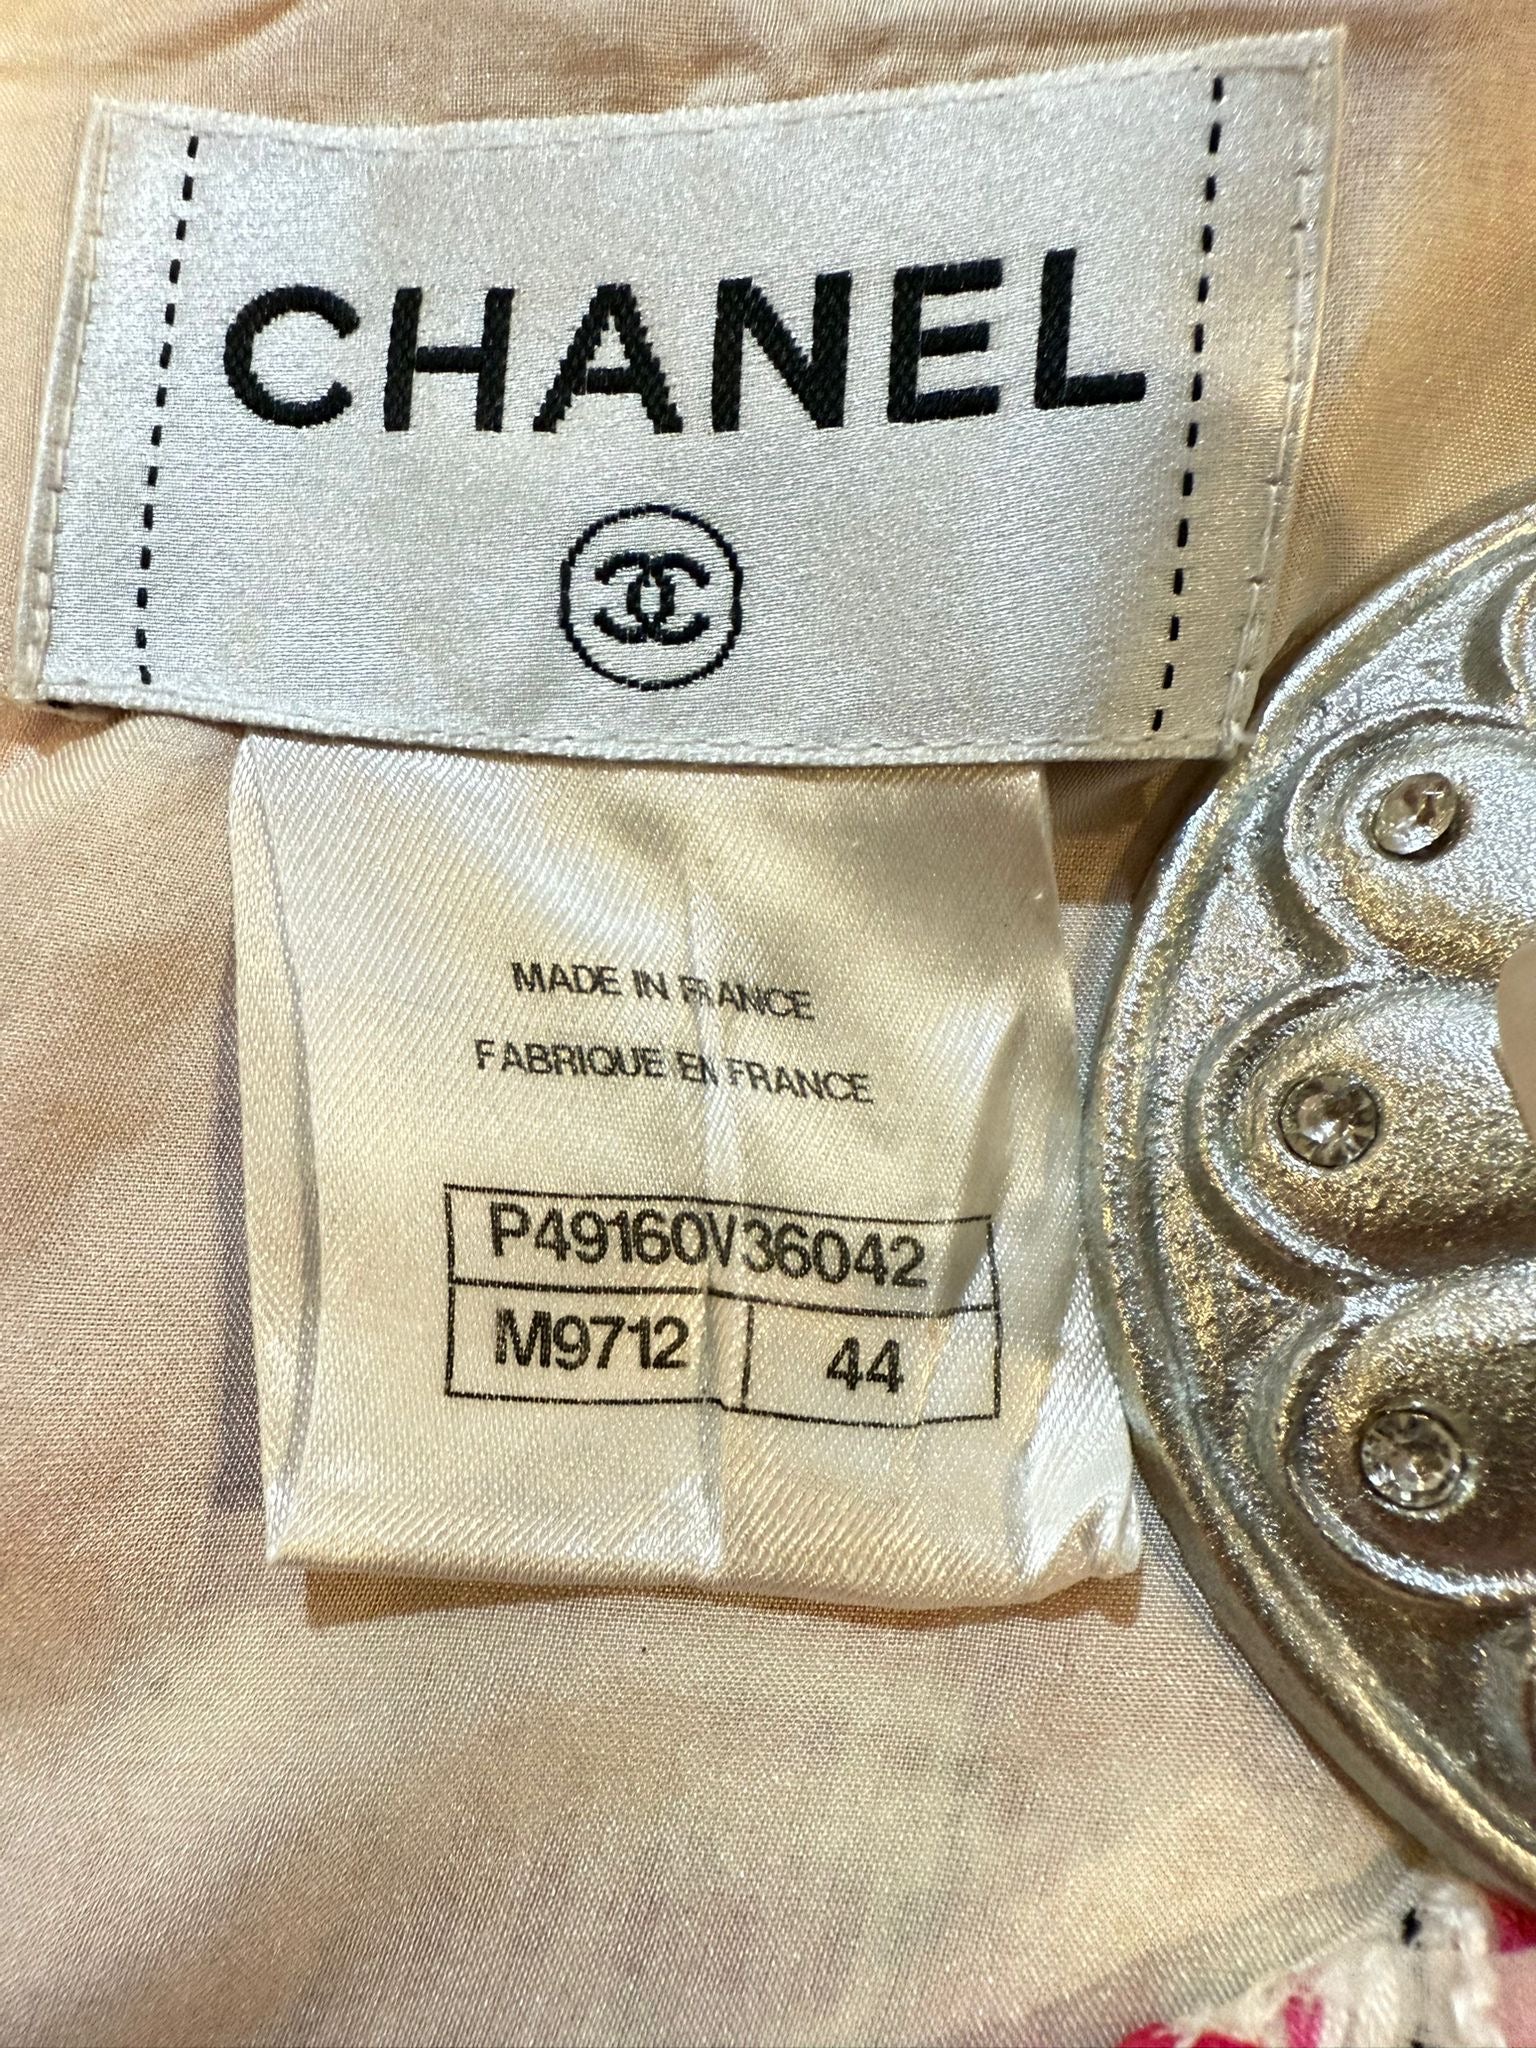 CHANEL
MADE IN FRANCE
FABRIQUE EN FRANCE
P49160V36042
M9712 44